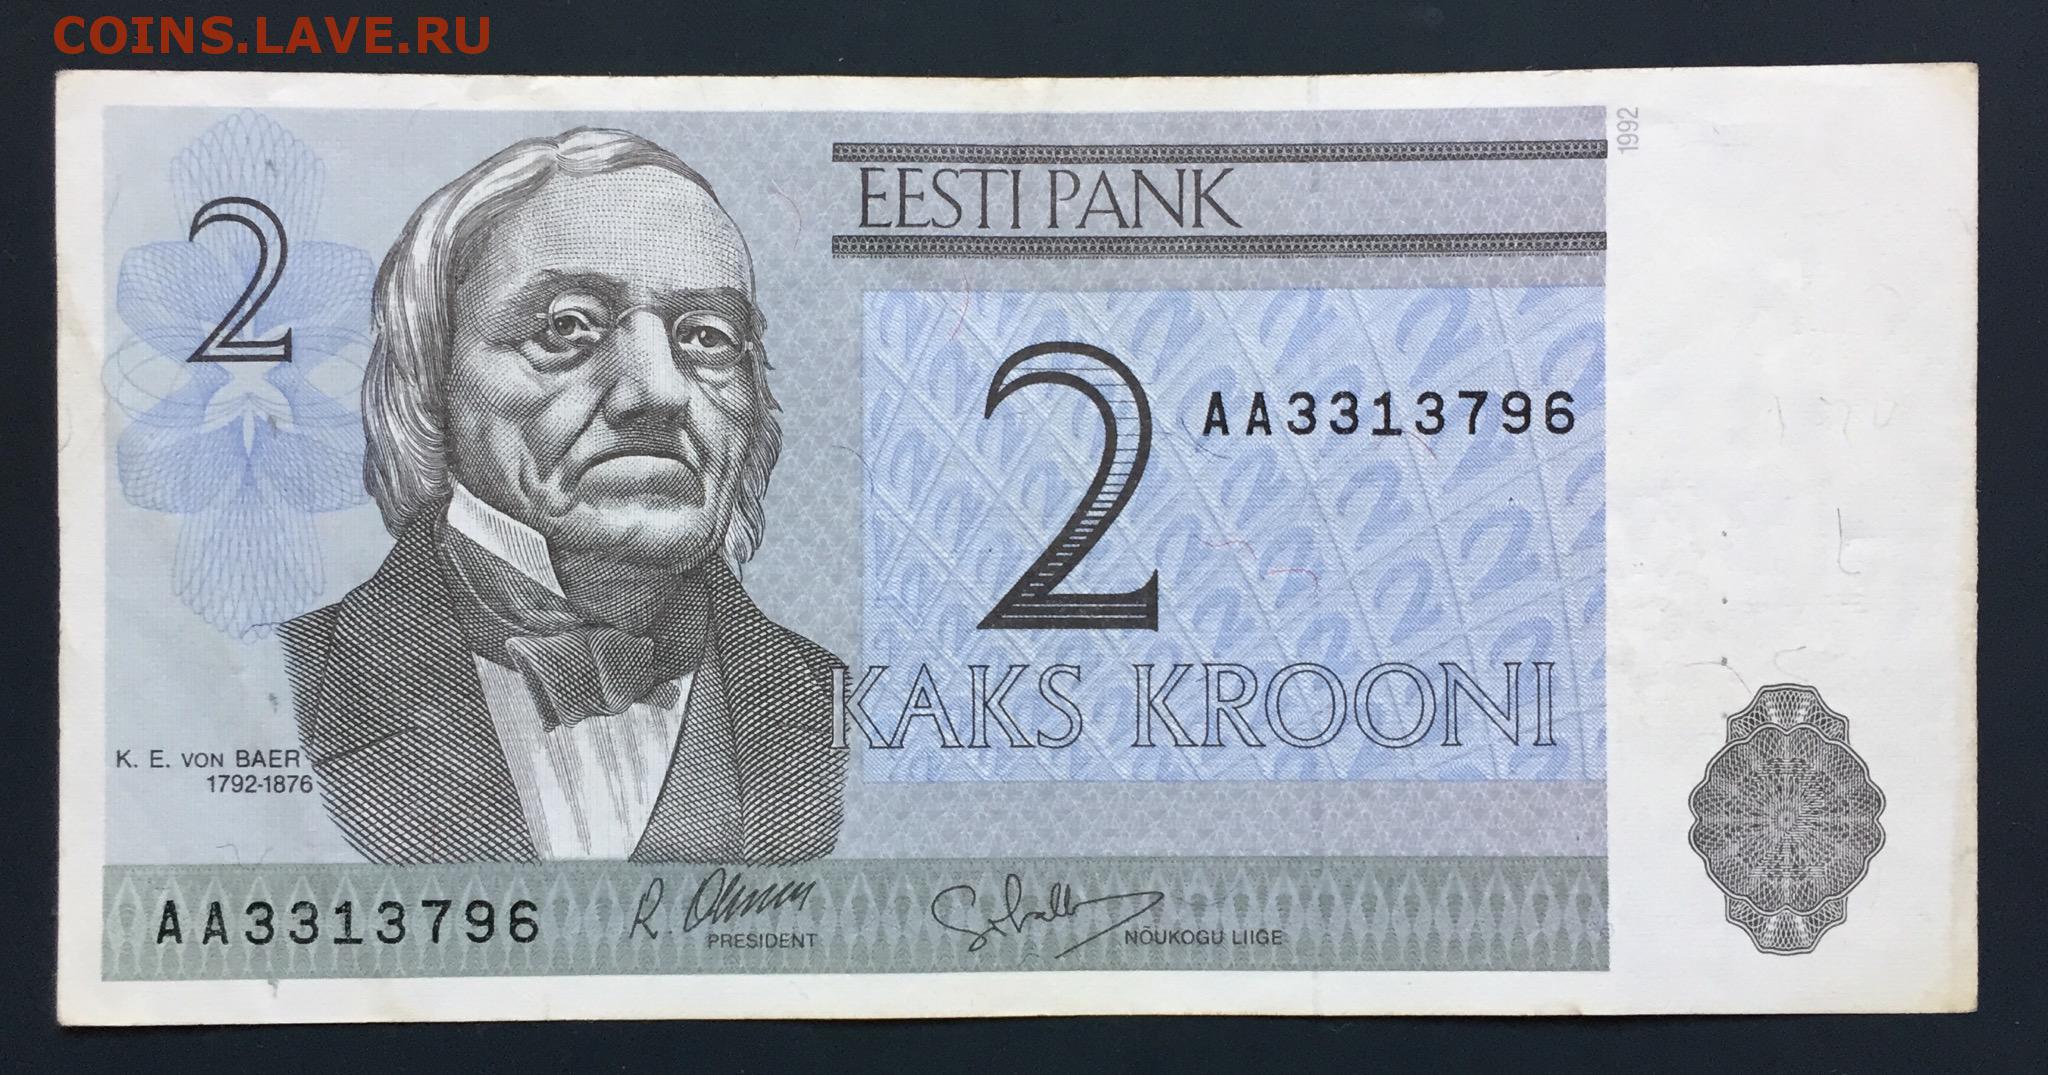 COINS.LAVE.RU
1992
2
EESTI PANK
2
AA3313796
KAKS KROONI
K. E. VON BAER
1792-1876
AA3313796
PRESIDENT
NÕUKOGU LIIGE